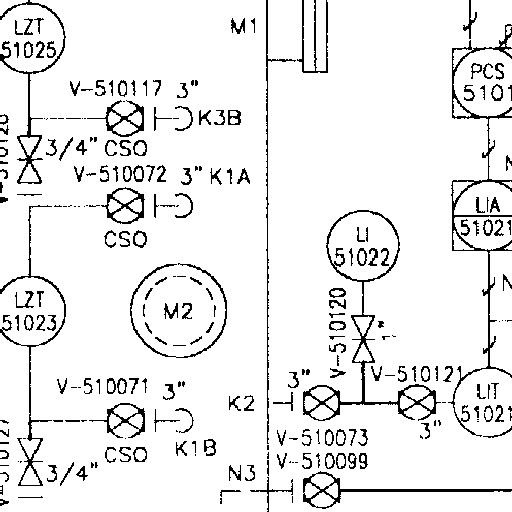 LZT
51025
M1
PCS
5101
V-510117 3"
K3B
3/4" CSO
V-510072 3" K1A
CSO
LIA
51021
LI
51022
LZT
51023
M2
V-510120
1"
V-510071 3"
CSO K1B
3/4"
K2
3"
V-510121
3"
LIT
51021
V-510073
V-510099
N3
N
N